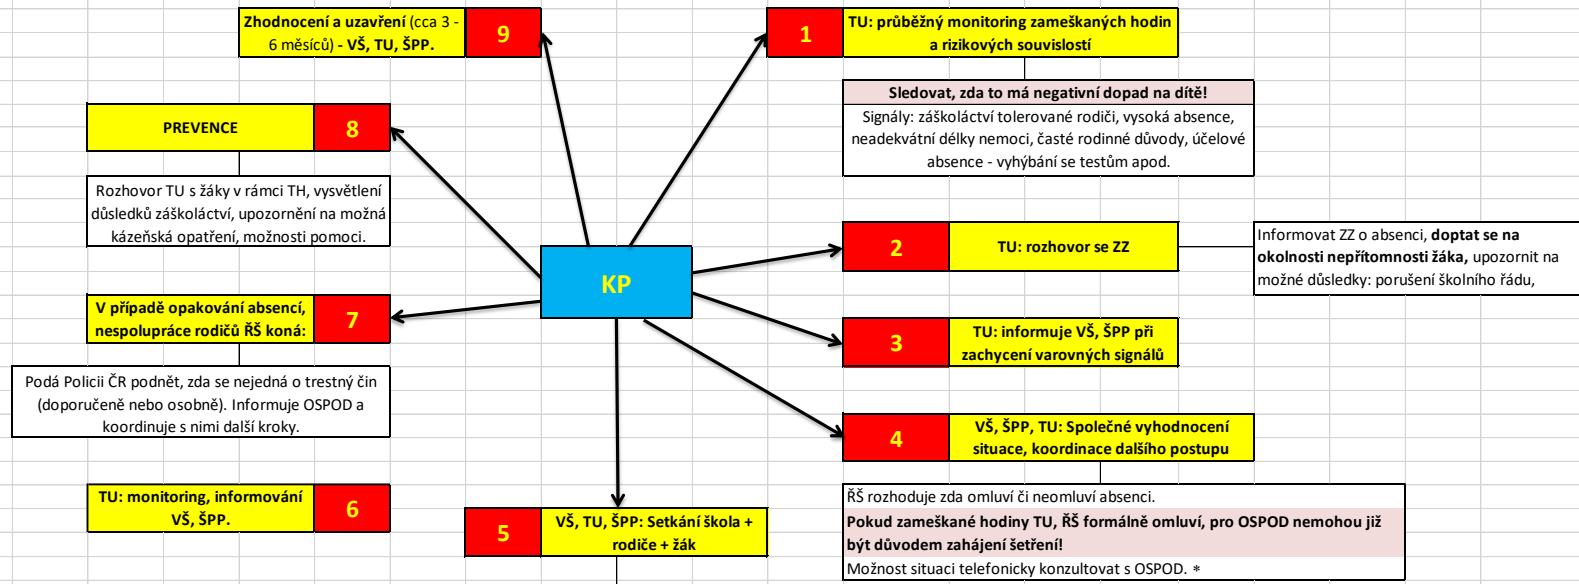 Zhodnocení a uzavření (cca 3 -
6 měsíců) - VŠ, TU, ŠPP.
9
1
TU: průběžný monitoring zameškaných hodin
a rizikových souvislostí
Sledovat, zda to má negativní dopad na dítě!
Signály: záškoláctví tolerované rodiči, vysoká absence,
neadekvátní délky nemoci, časté rodinné důvody, účelové
absence - vyhýbání se testům apod.
PREVENCE
8
Rozhovor TU s žáky v rámci TH, vysvětlení
důsledků záškoláctví, upozornění na možná
kázeňská opatření, možnosti pomoci.
2
TU: rozhovor se ZZ
Informovat ZZ o absenci, doptat se na
okolnosti nepřítomnosti žáka, upozornit na
možné důsledky: porušení školního řádu,
KP
V případě opakování absencí,
nespolupráce rodičů ŘŠ koná:
7
3
TU: informuje VŠ, ŠPP při
zachycení varovných signálů
Podá Policii ČR podnět, zda se nejedná o trestný čin
(doporučeně nebo osobně). Informuje OSPOD a
koordinuje s nimi další kroky.
4
VŠ, ŠPP, TU: Společné vyhodnocení
situace, koordinace dalšího postupu
TU: monitoring, informování
VŠ, ŠPP.
6
5
VŠ, TU, ŠPP: Setkání škola +
rodiče + žák
ŘŠ rozhoduje zda omluví či neomluví absenci.
Pokud zameškané hodiny TU, ŘŠ formálně omluví, pro OSPOD nemohou již
být důvodem zahájení šetření!
Možnost situaci telefonicky konzultovat s OSPOD. *